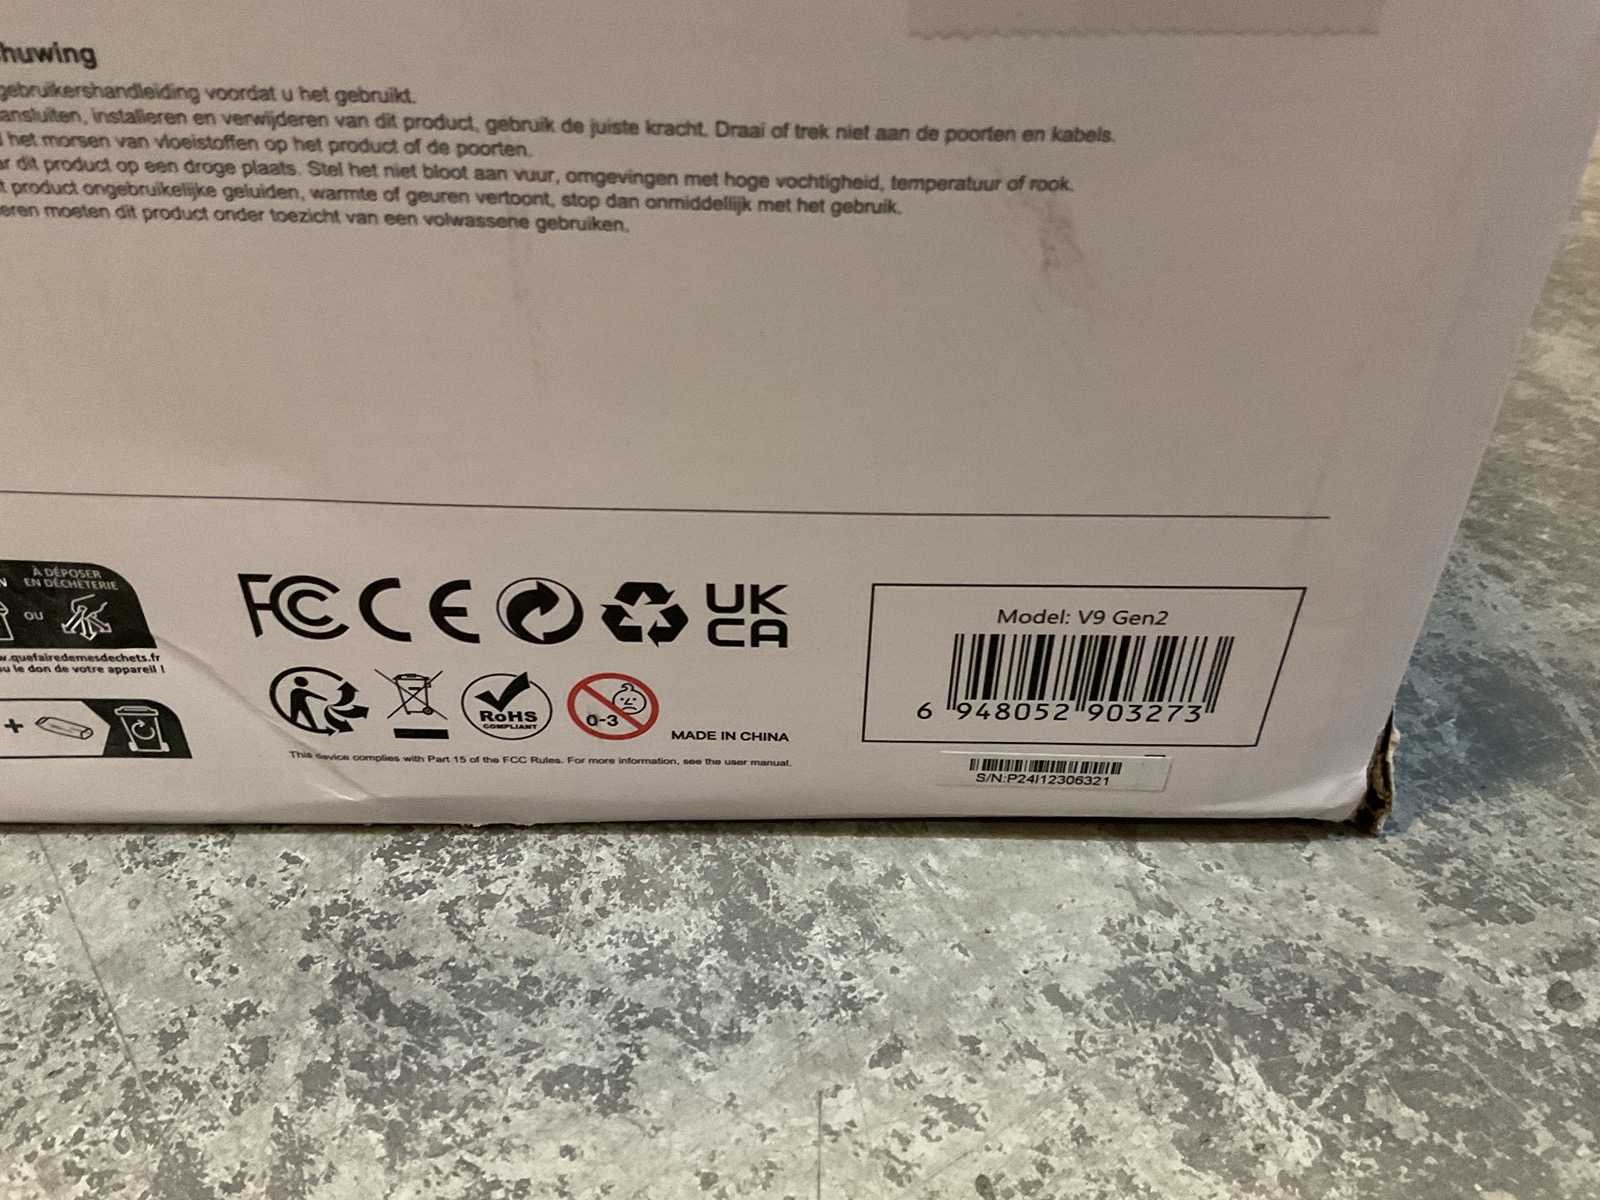 huwing
gebruikershandleiding voordat u het gebruikt.
ansluiten, installeren en verwijderen van dit product, gebruik de juiste kracht. Draai of trek niet aan de poorten en kabels.
het morsen van vloeistoffen op het product of de poorten.
ar dit product op een droge plaats. Stel het niet bloot aan vuur, omgevingen met hoge vochtigheid, temperatuur of rook.
t product ongebruikelijke geluiden, warmte of geuren vertoont, stop dan onmiddellijk met het gebruik.
eren moeten dit product onder toezicht van een volwassene gebruiken.
À DÉPOSER
N EN DÉCHÈTERIE
OU
w.quefairedemesdechets.fr
ou le don de votre appareil !
+
FC CE UK
CA
RoHS
COMPLIANT
0-3
MADE IN CHINA
This device complies with Part 15 of the FCC Rules. For more information, see the user manual.
Model: V9 Gen2
6 948052 903273
S/N:P24I12306321